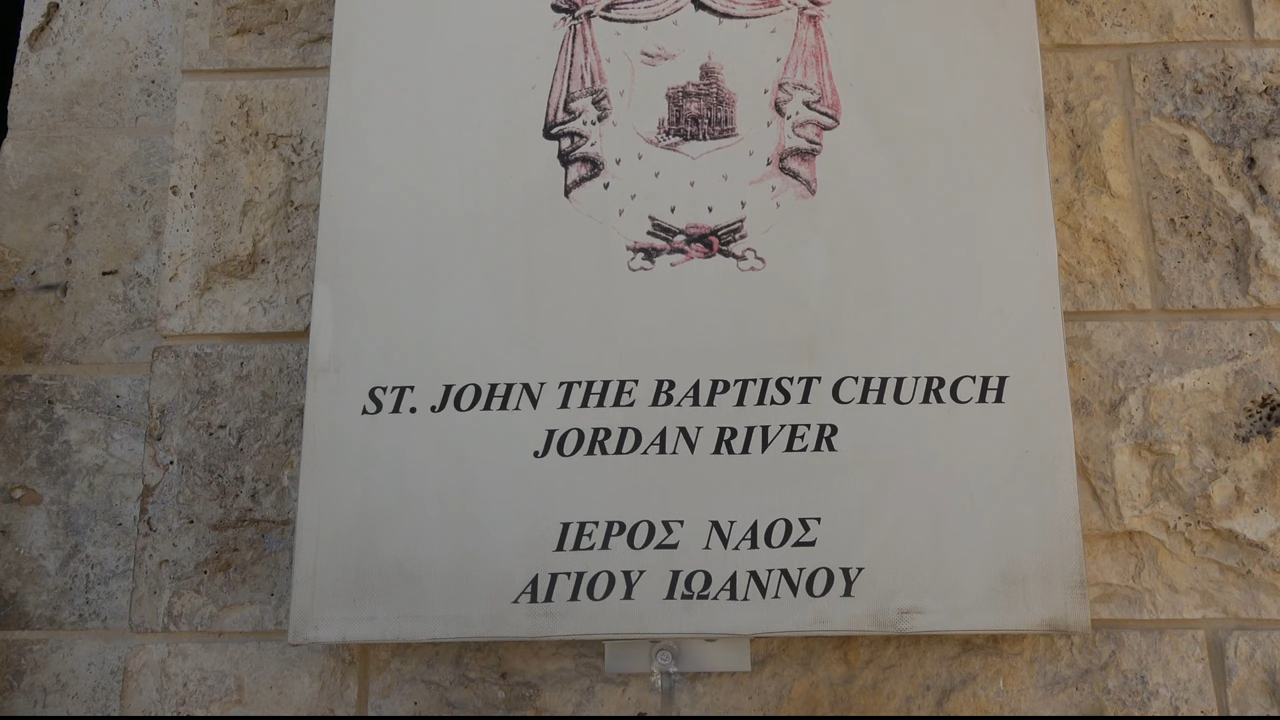 ST. JOHN THE BAPTIST CHURCH
JORDAN RIVER
ΙΕΡΟΣ ΝΑΟΣ
ΑΓΙΟΥ ΙΩΑΝΝΟΥ